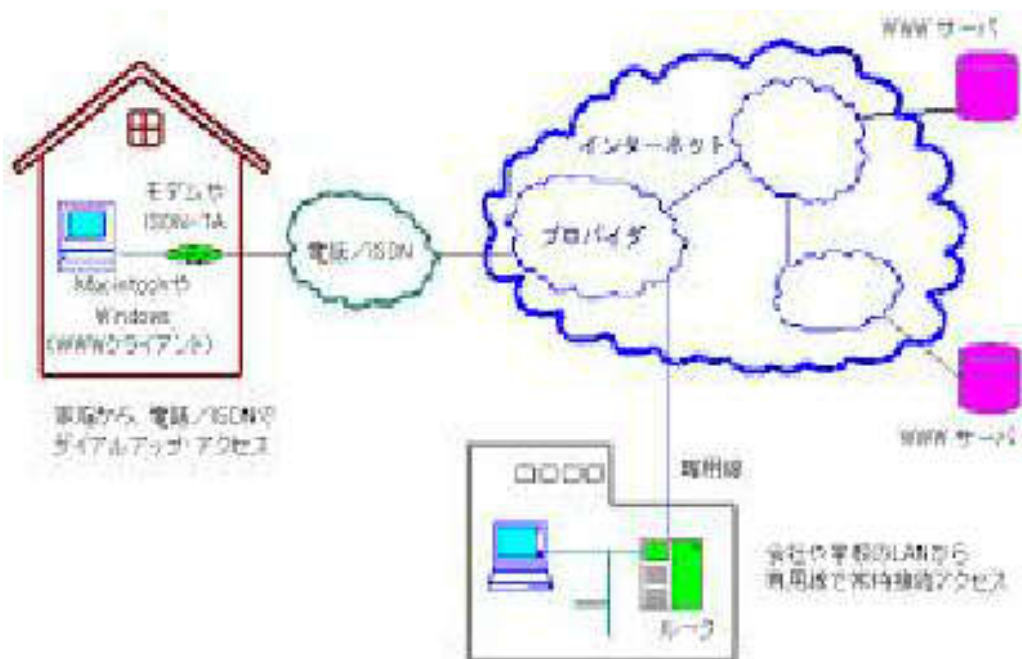 WWW サーバ
インターネット
モデムや
ISDN-TA
電話／ISDN
プロバイダ
Macintoshや
Windows
(WWWクライアント)
家庭から、電話／ISDNで
ダイアルアップ・アクセス
WWW サーバ
専用線
会社や学校のLANから
専用線で常時接続アクセス
ルータ